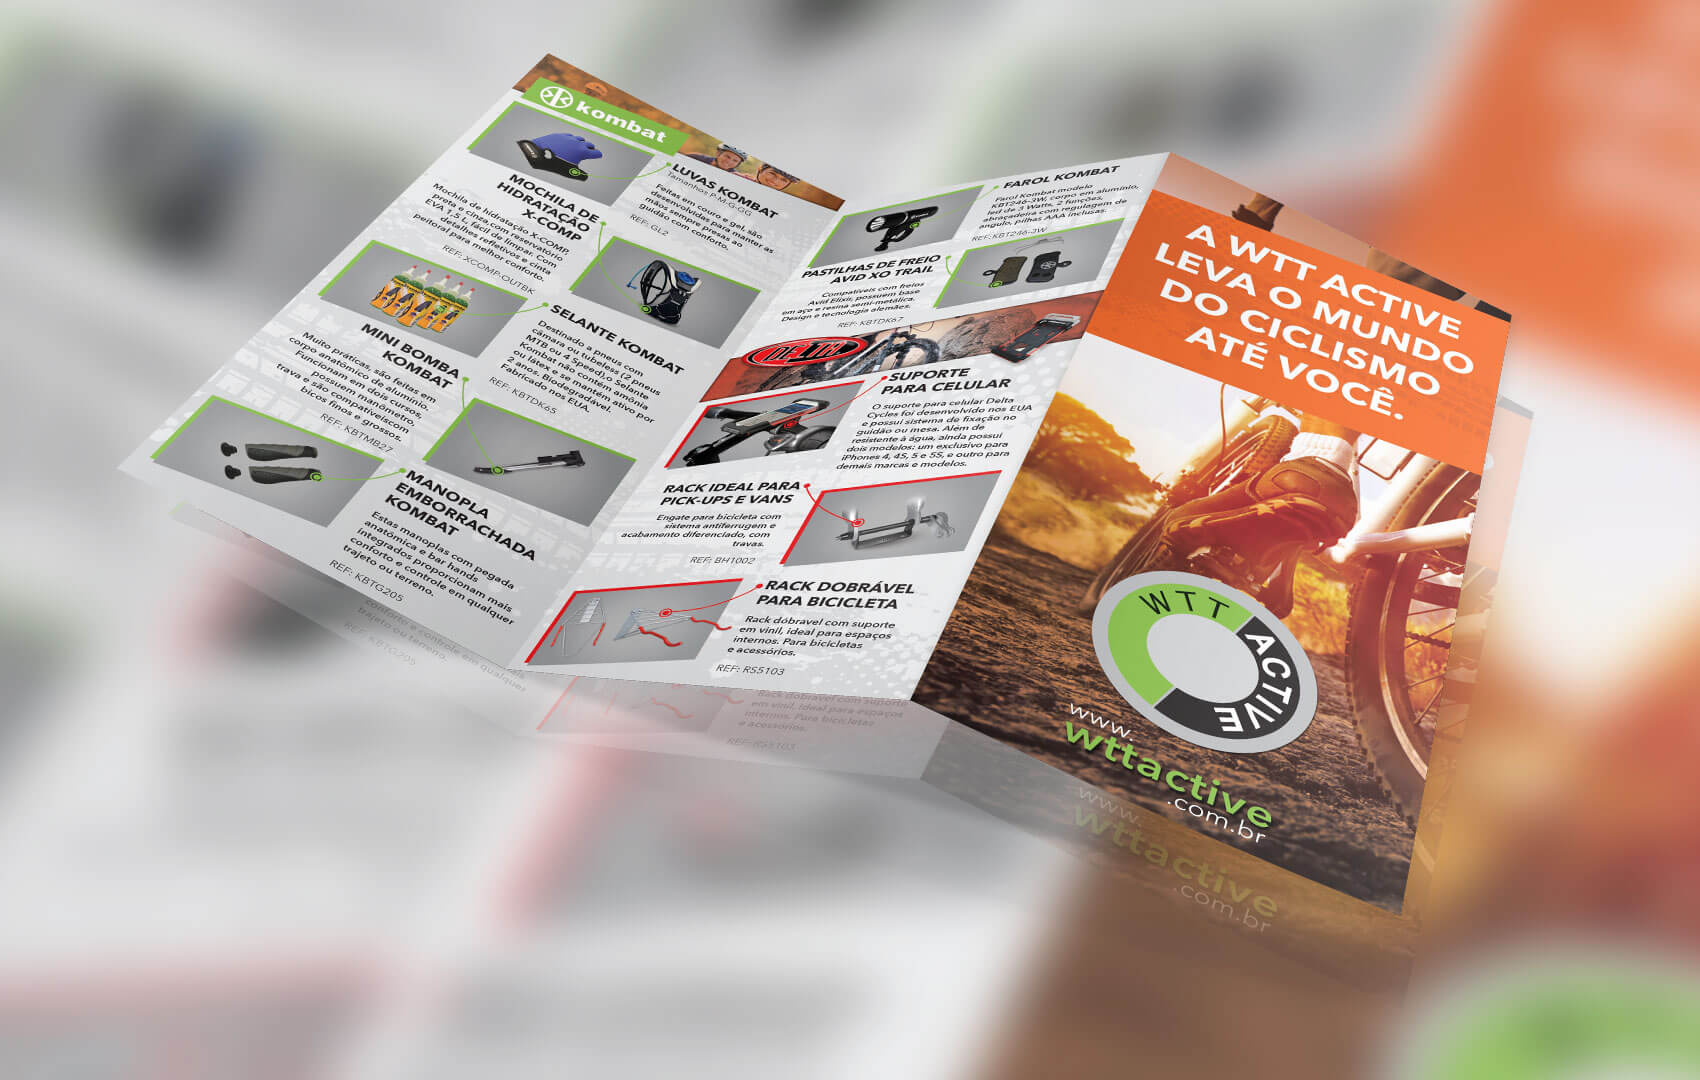 kombat
LUVAS KOMBAT
Tamanhos P-M-G-GG
Feitas em couro e gel, são
desenvolvidas para manter as
mãos sempre presas ao
guidão com conforto.
REF: GL2
MOCHILA DE
HIDRATAÇÃO
X-COMP
Mochila de hidratação X-COMP,
preta e cinza com reservatório
EVA 1,5 L, fácil de limpar. Com
detalhes refletivos e cinta
peitoral para melhor conforto.
REF: XCOMP-OUTBK
SELANTE KOMBAT
Destinado a pneus com
câmara ou tubeless (2 pneus
MTB ou 4 Speed),o Selante
Kombat não contém amônia
ou látex e se mantém ativo por
2 anos. Biodegradável.
Fabricado nos EUA.
REF: KBTDK65
MINI BOMBA
KOMBAT
Muito práticas, são feitas em
corpo anatômico de alumínio.
Funcionam em dois cursos,
possuem manômetro,
trava e são compatíveiscom
bicos finos e grossos.
REF: KBTMB27
MANOPLA
EMBORRACHADA
KOMBAT
Estas manoplas com pegada
anatômica e bar hands
integrados proporcionam mais
conforto e controle em qualquer
trajeto ou terreno.
REF: KBTG205
FAROL KOMBAT
Farol Kombat modelo
KBT246-3W, corpo em alumínio,
led de 3 Watts, 2 funções,
abraçadeira com regulagem de
angulo, pilhas AAA inclusas.
REF: KBT246-3W
PASTILHAS DE FREIO
AVID XO TRAIL
Compatíveis com freios
Avid Elixir, possuem base
em aço e resina semi-metálica.
Design e tecnologia alemães.
REF: KBTDK67
DELTA
SUPORTE
PARA CELULAR
O suporte para celular Delta
Cycles foi desenvolvido nos EUA
e possui sistema de fixação no
guidão ou mesa. Além de
resistente à água, ainda possui
dois modelos; um exclusivo para
iPhones 4, 4S, 5 e 5S, e outro para
demais marcas e modelos.
RACK IDEAL PARA
PICK-UPS E VANS
Engate para bicicleta com
sistema antiferrugem e
acabamento diferenciado, com
travas.
REF: BH1002
RACK DOBRÁVEL
PARA BICICLETA
Rack dóbravel com suporte
em vinil, ideal para espaços
internos. Para bicicletas
e acessórios.
REF: RS5103
A WTT ACTIVE
LEVA O MUNDO
DO CICLISMO
ATÉ VOCÊ.
WTT
ACTIVE
www.
wttactive
.com.br